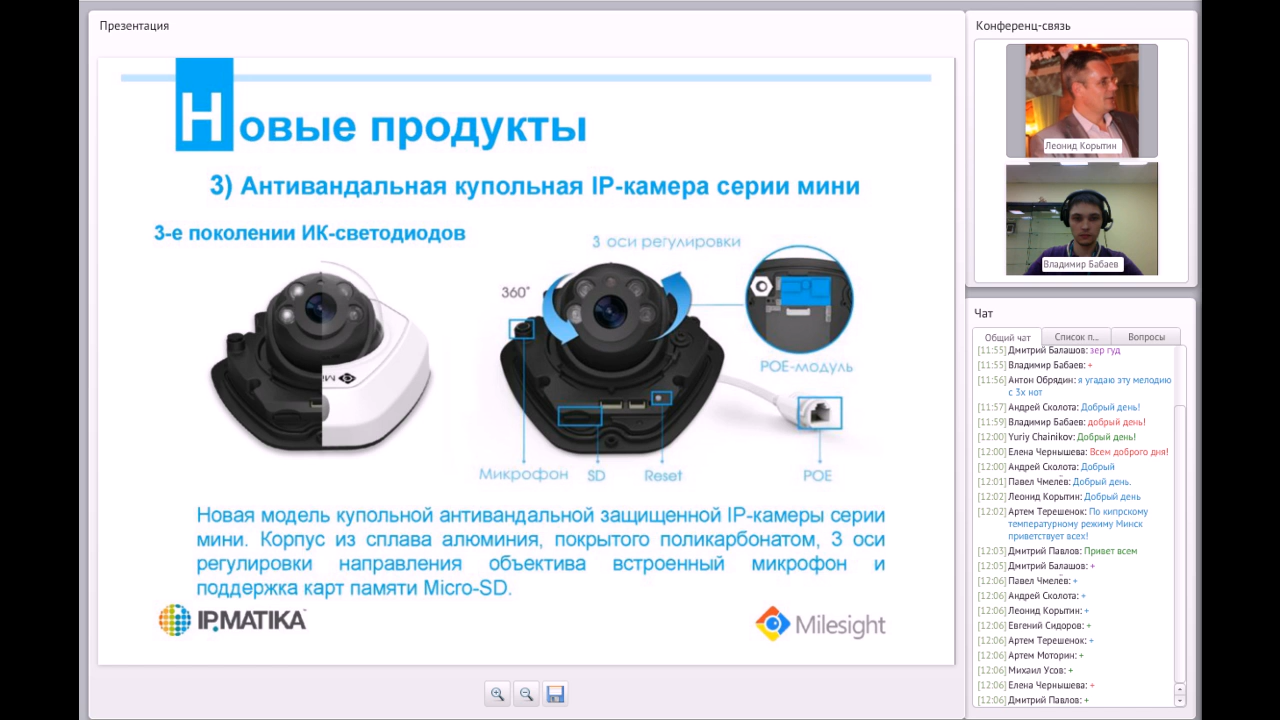 Презентация
Новые продукты
3) Антивандальная купольная IP-камера серии мини
3-е поколении ИК-светодиодов
3 оси регулировки
360°
POE-модуль
Микрофон
SD
Reset
POE
Новая модель купольной антивандальной защищенной IP-камеры серии
мини. Корпус из сплава алюминия, покрытого поликарбонатом, 3 оси
регулировки направления объектива встроенный микрофон и
поддержка карт памяти Micro-SD.
IPMATIKA
Milesight
Конференц-связь
Леонид Корытин
Владимир Бабаев
Чат
Общий чат
Список п...
Вопросы
[11:55] Дмитрий Балашов: зер гуд
[11:55] Владимир Бабаев: +
[11:56] Антон Обрядин: я угадаю эту мелодию
с 3х нот
[11:57] Андрей Сколота: Добрый день!
[11:59] Владимир Бабаев: добрый день!
[12:00] Yuriy Chainikov: Добрый день!
[12:00] Елена Чернышева: Всем доброго дня!
[12:00] Андрей Сколота: Добрый
[12:01] Павел Чмелёв: Добрый день.
[12:02] Леонид Корытин: Добрый день
[12:02] Артем Терешенок: По кипрскому
температурному режиму Минск
приветствует всех!
[12:03] Дмитрий Павлов: Привет всем
[12:05] Дмитрий Балашов: +
[12:06] Павел Чмелёв: +
[12:06] Андрей Сколота: +
[12:06] Леонид Корытин: +
[12:06] Евгений Сидоров: +
[12:06] Артем Терешенок: +
[12:06] Артем Моторин: +
[12:06] Михаил Усов: +
[12:06] Елена Чернышева: +
[12:06] Дмитрий Павлов: +